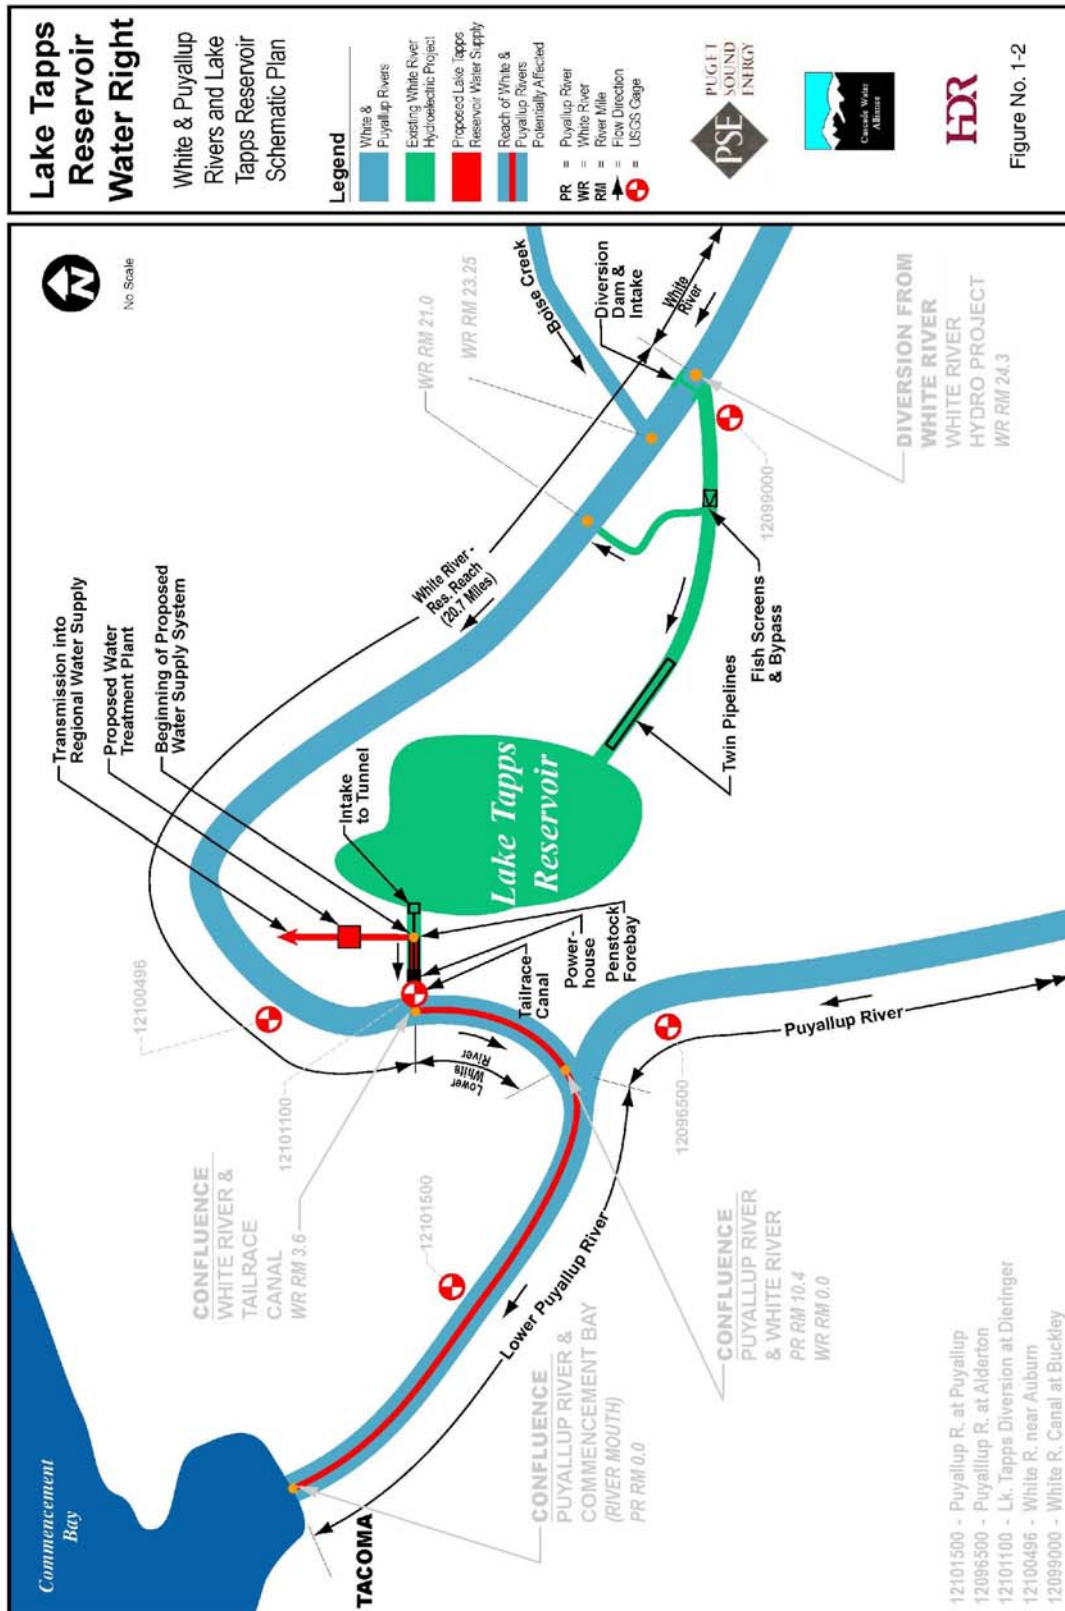 Lake Tapps
Reservoir
Water Right
White & Puyallup
Rivers and Lake
Tapps Reservoir
Schematic Plan
Legend
White &
Puyallup Rivers
Existing White River
Hydroelectric Project
Proposed Lake Tapps
Reservoir Water Supply
Reach of White &
Puyallup Rivers
Potentially Affected
PR = Puyallup River
WR = White River
RM = River Mile
= Flow Direction
= USGS Gage
PSE
PUGET
SOUND
ENERGY
Cascade Water
Alliance
HDR
Figure No. 1-2
N
No Scale
Commencement
Bay
TACOMA
CONFLUENCE
PUYALLUP RIVER &
COMMENCEMENT BAY
(RIVER MOUTH)
PR RM 0.0
Lower Puyallup River
12101500
CONFLUENCE
WHITE RIVER &
TAILRACE
CANAL
WR RM 3.6
12101100
12100496
CONFLUENCE
PUYALLUP RIVER
& WHITE RIVER
PR RM 10.4
WR RM 0.0
12096500
Puyallup River
Lower
White
River
Tailrace
Canal
Power-
house
Penstock
Forebay
Intake
to Tunnel
Transmission into
Regional Water Supply
Proposed Water
Treatment Plant
Beginning of Proposed
Water Supply System
Lake Tapps
Reservoir
White River -
Res. Reach
(20.7 Miles)
Twin Pipelines
Fish Screens
& Bypass
12099000
WR RM 21.0
WR RM 23.25
Boise Creek
Diversion
Dam &
Intake
White
River
DIVERSION FROM
WHITE RIVER
WHITE RIVER
HYDRO PROJECT
WR RM 24.3
12101500 - Puyallup R. at Puyallup
12096500 - Puyalllup R. at Alderton
12101100 - Lk. Tapps Diversion at Dieringer
12100496 - White R. near Auburn
12099000 - White R. Canal at Buckley